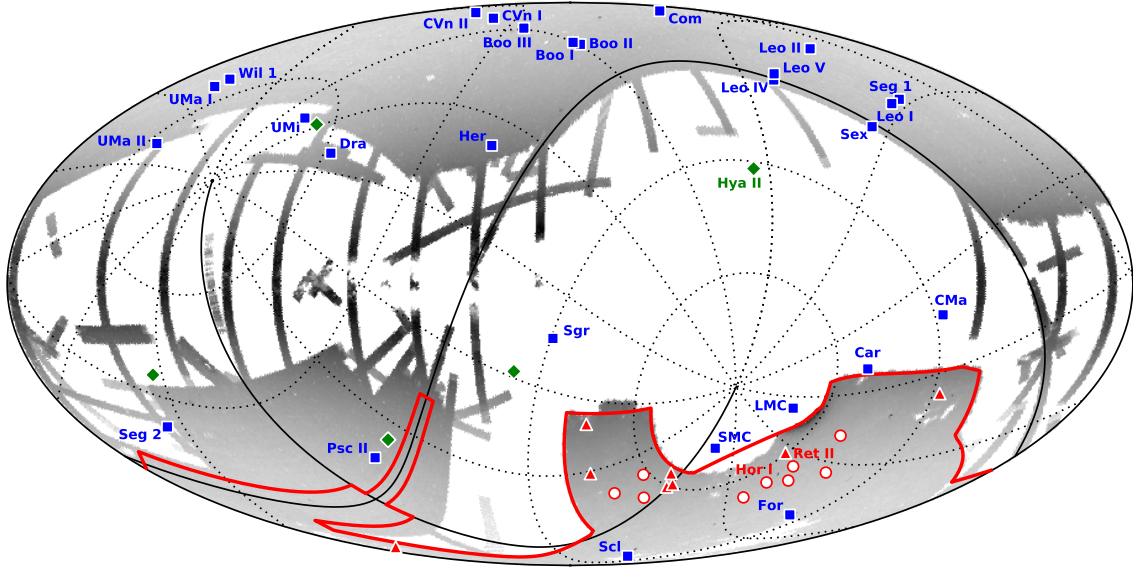 CVn II
CVn I
Com
Boo III
Boo I
Boo II
Leo II
Leo V
Leo IV
Wil 1
UMa I
Seg 1
Leo I
UMi
Sex
UMa II
Dra
Her
Hya II
CMa
Sgr
Car
LMC
Seg 2
Psc II
SMC
Ret II
Hor I
For
Scl